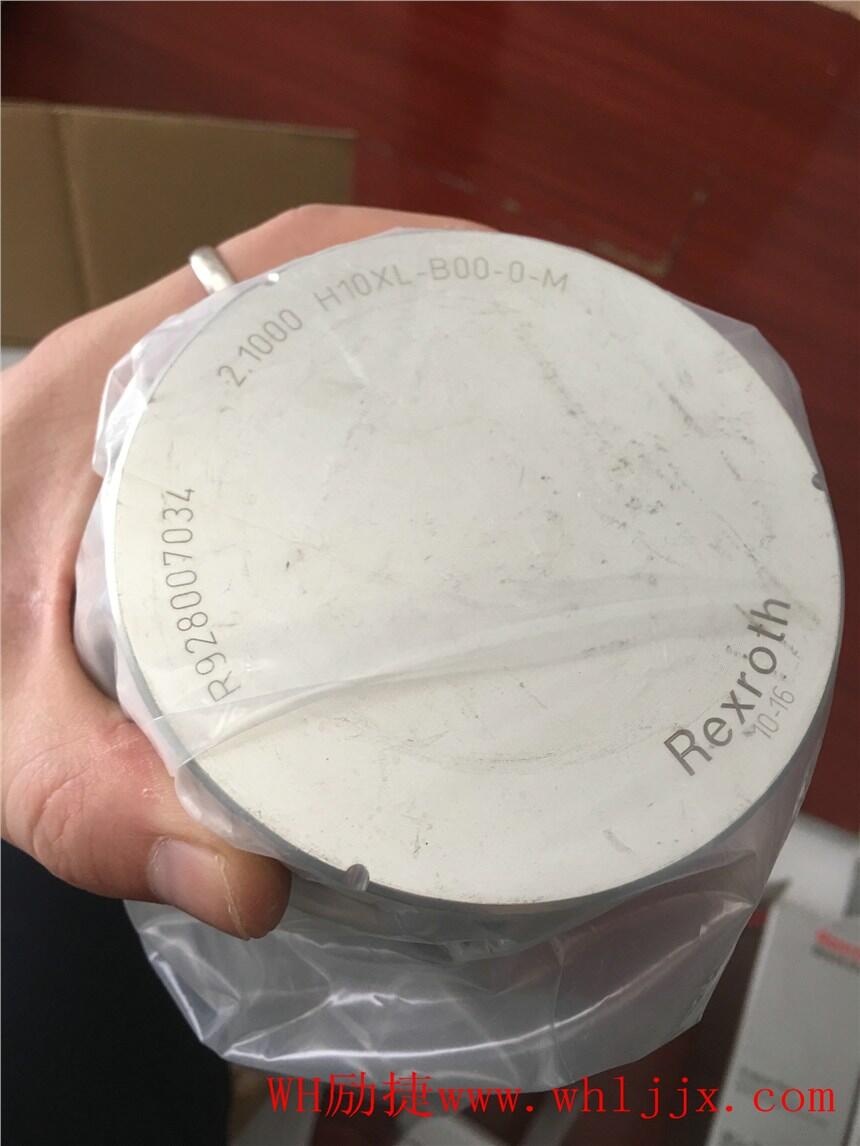 2.1000 H10XL-B00-0-M
R928007034
Rexroth
10-16
WH励捷www.whljjx.com